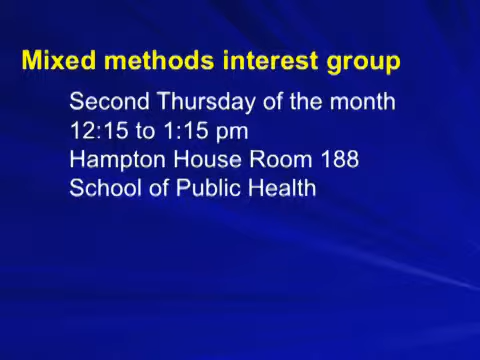 Mixed methods interest group
Second Thursday of the month
12:15 to 1:15 pm
Hampton House Room 188
School of Public Health